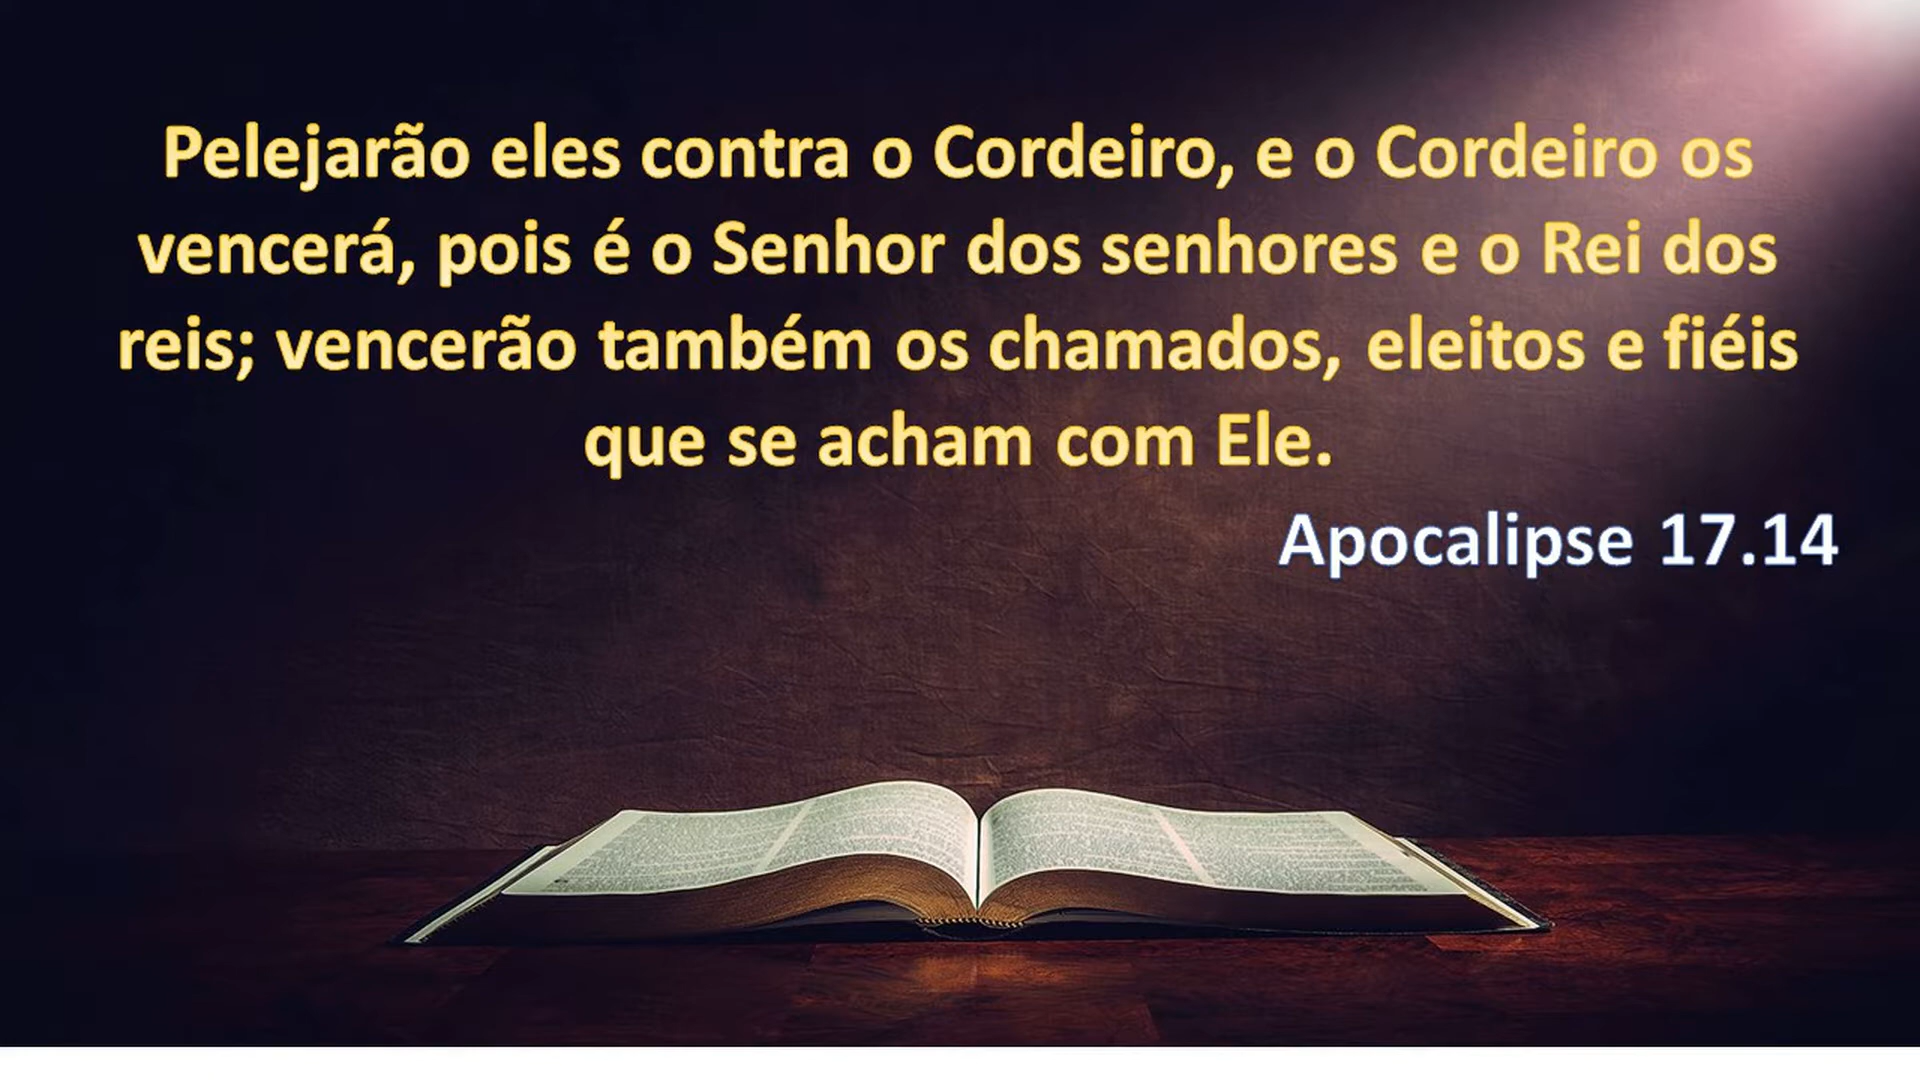 Pelejarão eles contra o Cordeiro, e o Cordeiro os
vencerá, pois é o Senhor dos senhores e o Rei dos
reis; vencerão também os chamados, eleitos e fiéis
que se acham com Ele.
Apocalipse 17.14